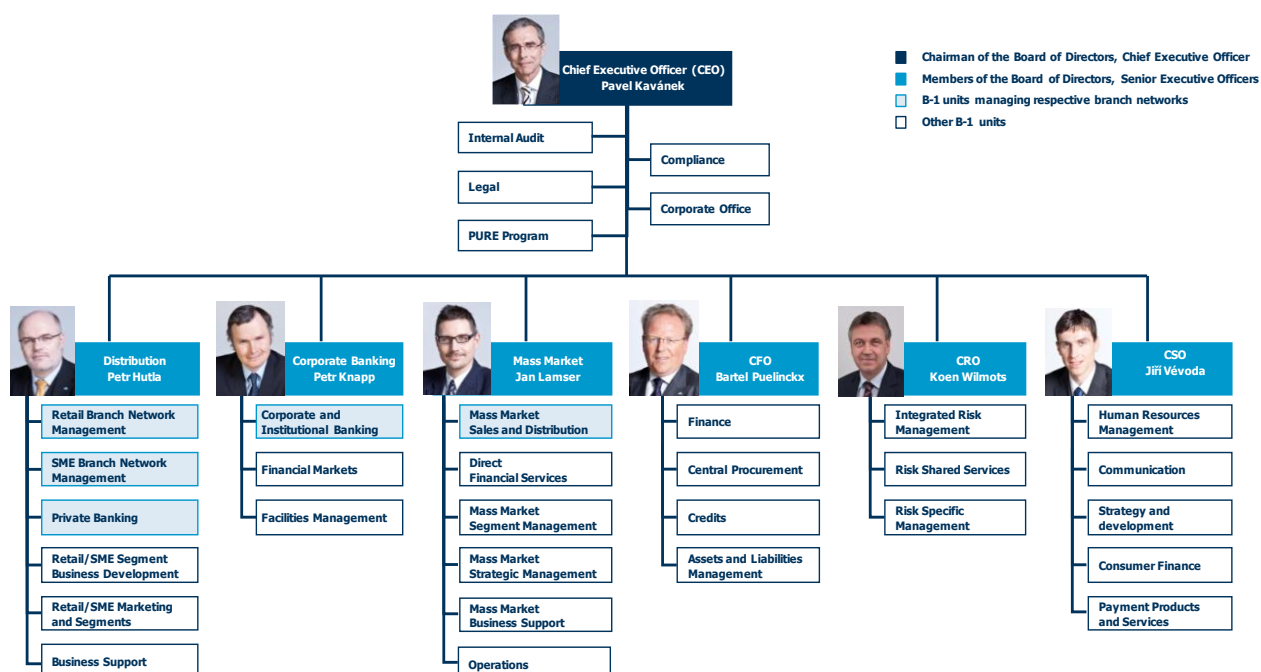 Chief Executive Officer (CEO)
Pavel Kavánek
Chairman of the Board of Directors, Chief Executive Officer
Members of the Board of Directors, Senior Executive Officers
B-1 units managing respective branch networks
Other B-1 units
Internal Audit
Compliance
Legal
Corporate Office
PURE Program
Distribution
Petr Hutla
Corporate Banking
Petr Knapp
Mass Market
Jan Lamser
CFO
Bartel Puelinckx
CRO
Koen Wilmots
CSO
Jiří Vévoda
Retail Branch Network
Management
SME Branch Network
Management
Private Banking
Retail/SME Segment
Business Development
Retail/SME Marketing
and Segments
Business Support
Corporate and
Institutional Banking
Financial Markets
Facilities Management
Mass Market
Sales and Distribution
Direct
Financial Services
Mass Market
Segment Management
Mass Market
Strategic Management
Mass Market
Business Support
Operations
Finance
Central Procurement
Credits
Assets and Liabilities
Management
Integrated Risk
Management
Risk Shared Services
Risk Specific
Management
Human Resources
Management
Communication
Strategy and
development
Consumer Finance
Payment Products
and Services